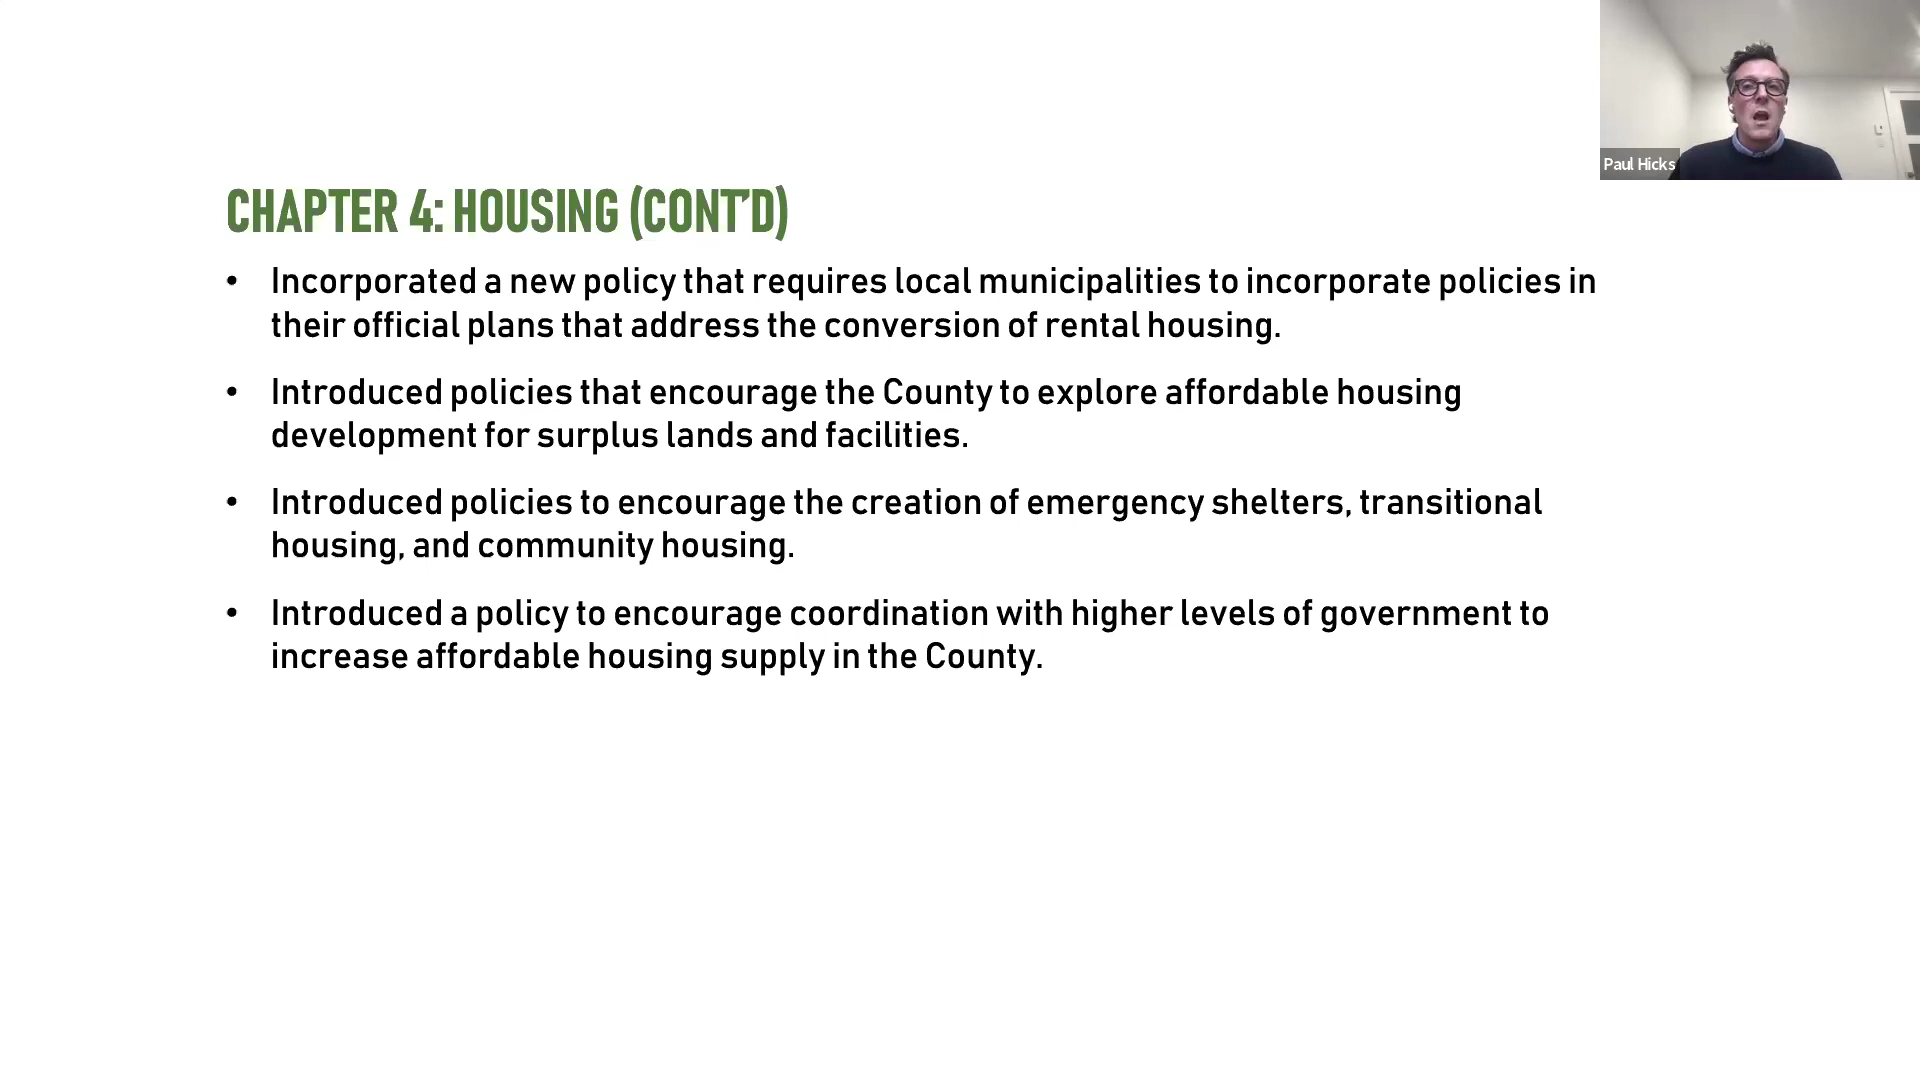 Paul Hicks
CHAPTER 4: HOUSING (CONT'D)
• Incorporated a new policy that requires local municipalities to incorporate policies in
their official plans that address the conversion of rental housing.
• Introduced policies that encourage the County to explore affordable housing
development for surplus lands and facilities.
• Introduced policies to encourage the creation of emergency shelters, transitional
housing, and community housing.
• Introduced a policy to encourage coordination with higher levels of government to
increase affordable housing supply in the County.